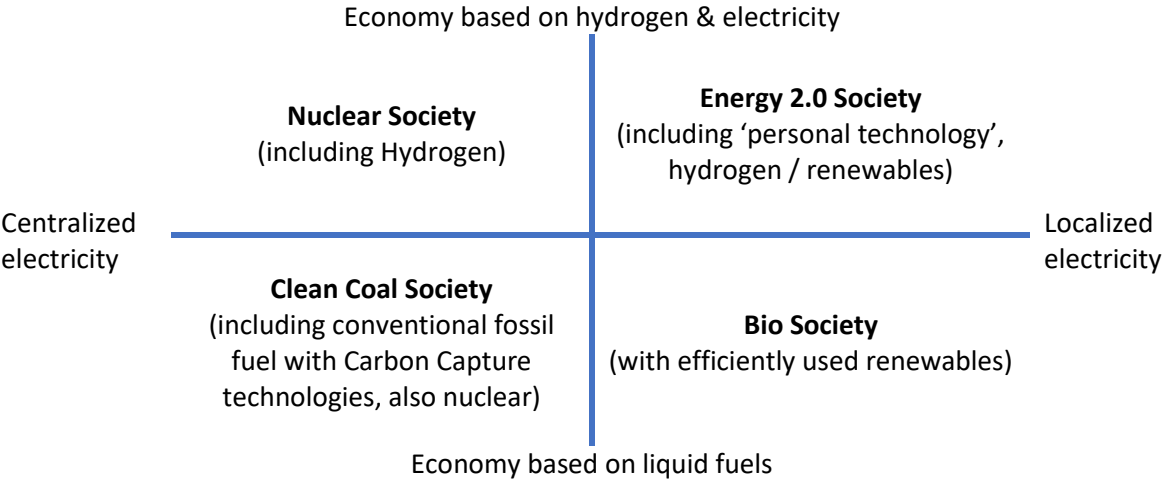 Economy based on hydrogen & electricity
Nuclear Society
(including Hydrogen)
Energy 2.0 Society
(including ‘personal technology’,
hydrogen / renewables)
Centralized
electricity
Localized
electricity
Clean Coal Society
(including conventional fossil
fuel with Carbon Capture
technologies, also nuclear)
Bio Society
(with efficiently used renewables)
Economy based on liquid fuels